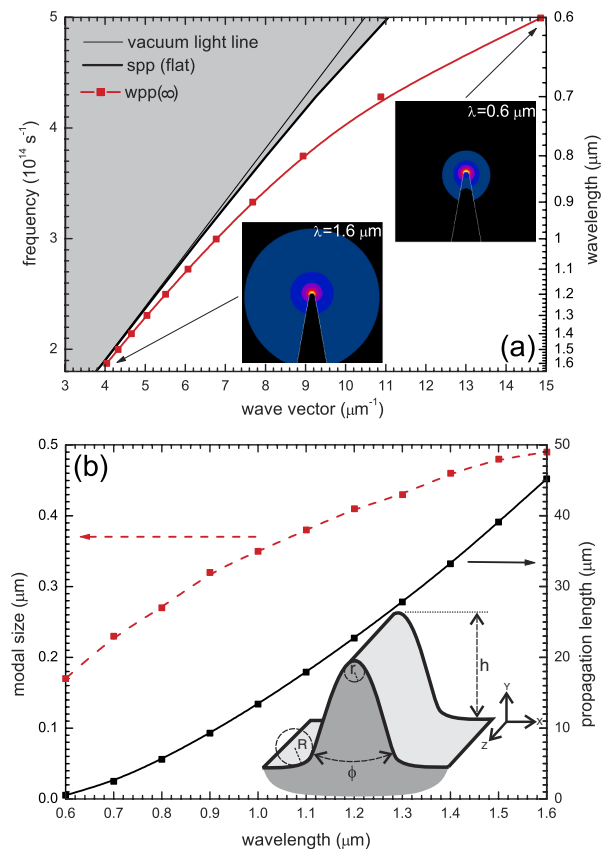 (a)
vacuum light line
spp (flat)
wpp(∞)
λ=0.6 μm
λ=1.6 μm
frequency (10¹⁴ s⁻¹)
5
4
3
2
wavelength (μm)
0.6
0.7
0.8
0.9
1
1.1
1.2
1.3
1.4
1.5
1.6
3 4 5 6 7 8 9 10 11 12 13 14 15
wave vector (μm⁻¹)
(b)
modal size (μm)
0.5
0.4
0.3
0.2
0.1
0.0
propagation length (μm)
50
40
30
20
10
0
r
h
R
ϕ
Y
X
Z
0.6 0.7 0.8 0.9 1.0 1.1 1.2 1.3 1.4 1.5 1.6
wavelength (μm)